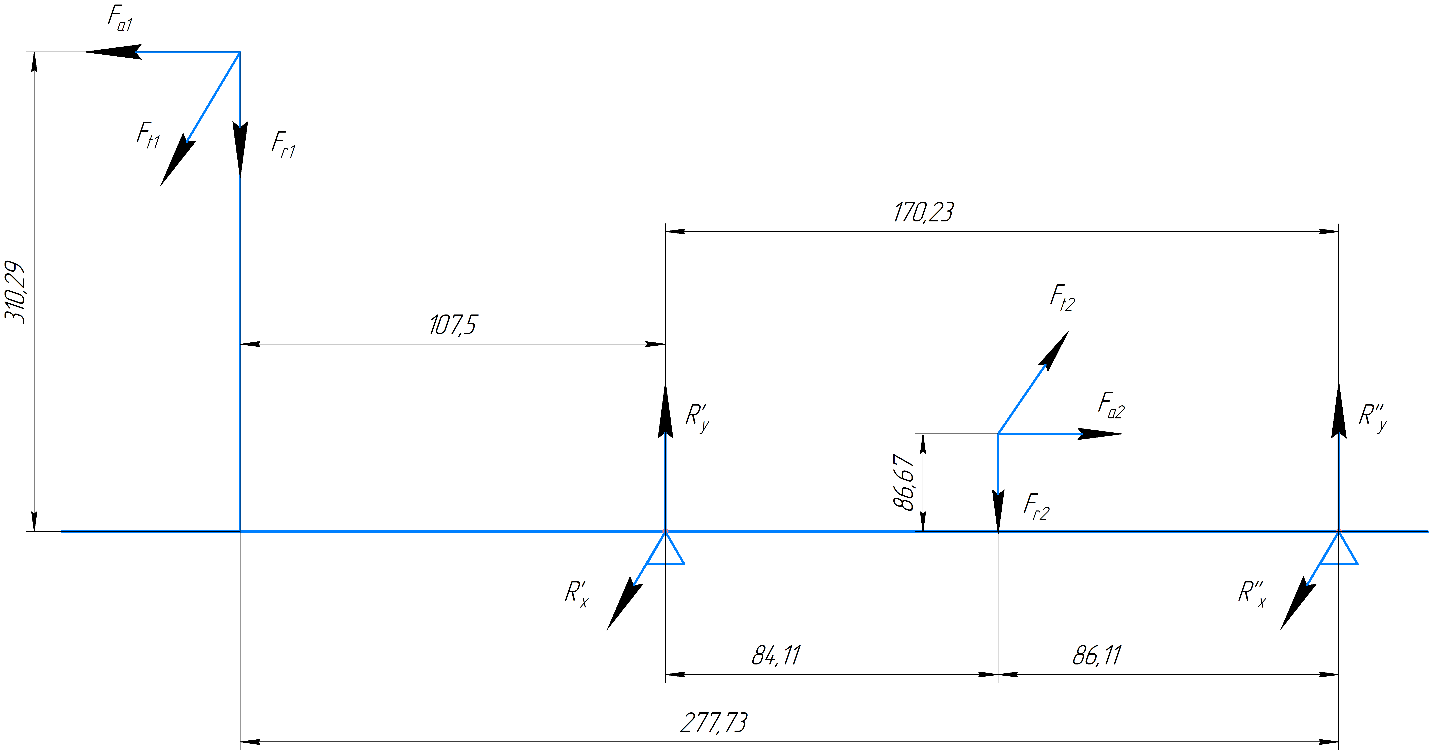 Fa1
Ft1
Fr1
310,29
170,23
107,5
Ft2
Fa2
R'y
R"y
86,67
Fr2
R'x
R"x
84,11
86,11
277,73